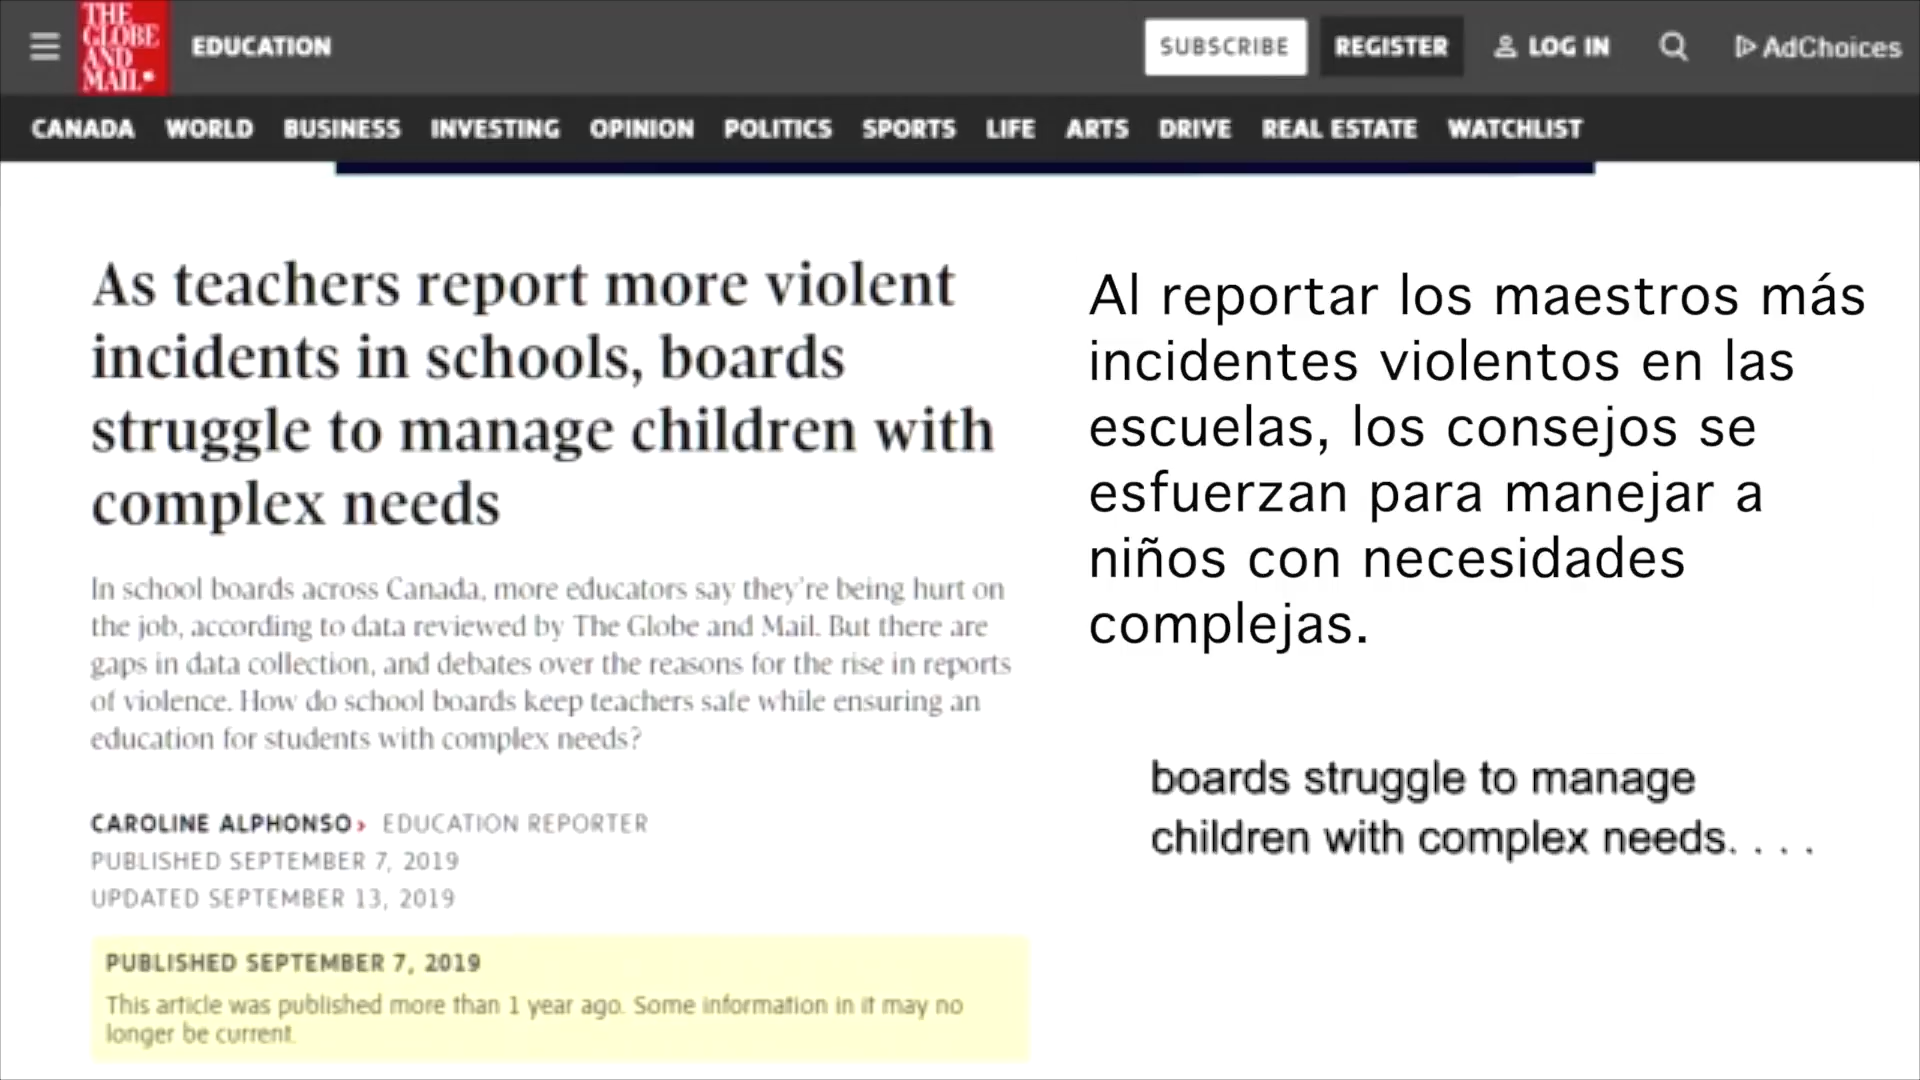 THE
GLOBE
AND
MAIL
EDUCATION
SUBSCRIBE
REGISTER
LOG IN
AdChoices
CANADA WORLD BUSINESS INVESTING OPINION POLITICS SPORTS LIFE ARTS DRIVE REAL ESTATE WATCHLIST
As teachers report more violent
incidents in schools, boards
struggle to manage children with
complex needs
In school boards across Canada, more educators say they're being hurt on
the job, according to data reviewed by The Globe and Mail. But there are
gaps in data collection, and debates over the reasons for the rise in reports
of violence. How do school boards keep teachers safe while ensuring an
education for students with complex needs?
CAROLINE ALPHONSO› EDUCATION REPORTER
PUBLISHED SEPTEMBER 7, 2019
UPDATED SEPTEMBER 13, 2019
PUBLISHED SEPTEMBER 7, 2019
This article was published more than 1 year ago. Some information in it may no
longer be current.
Al reportar los maestros más
incidentes violentos en las
escuelas, los consejos se
esfuerzan para manejar a
niños con necesidades
complejas.
boards struggle to manage
children with complex needs. . . .